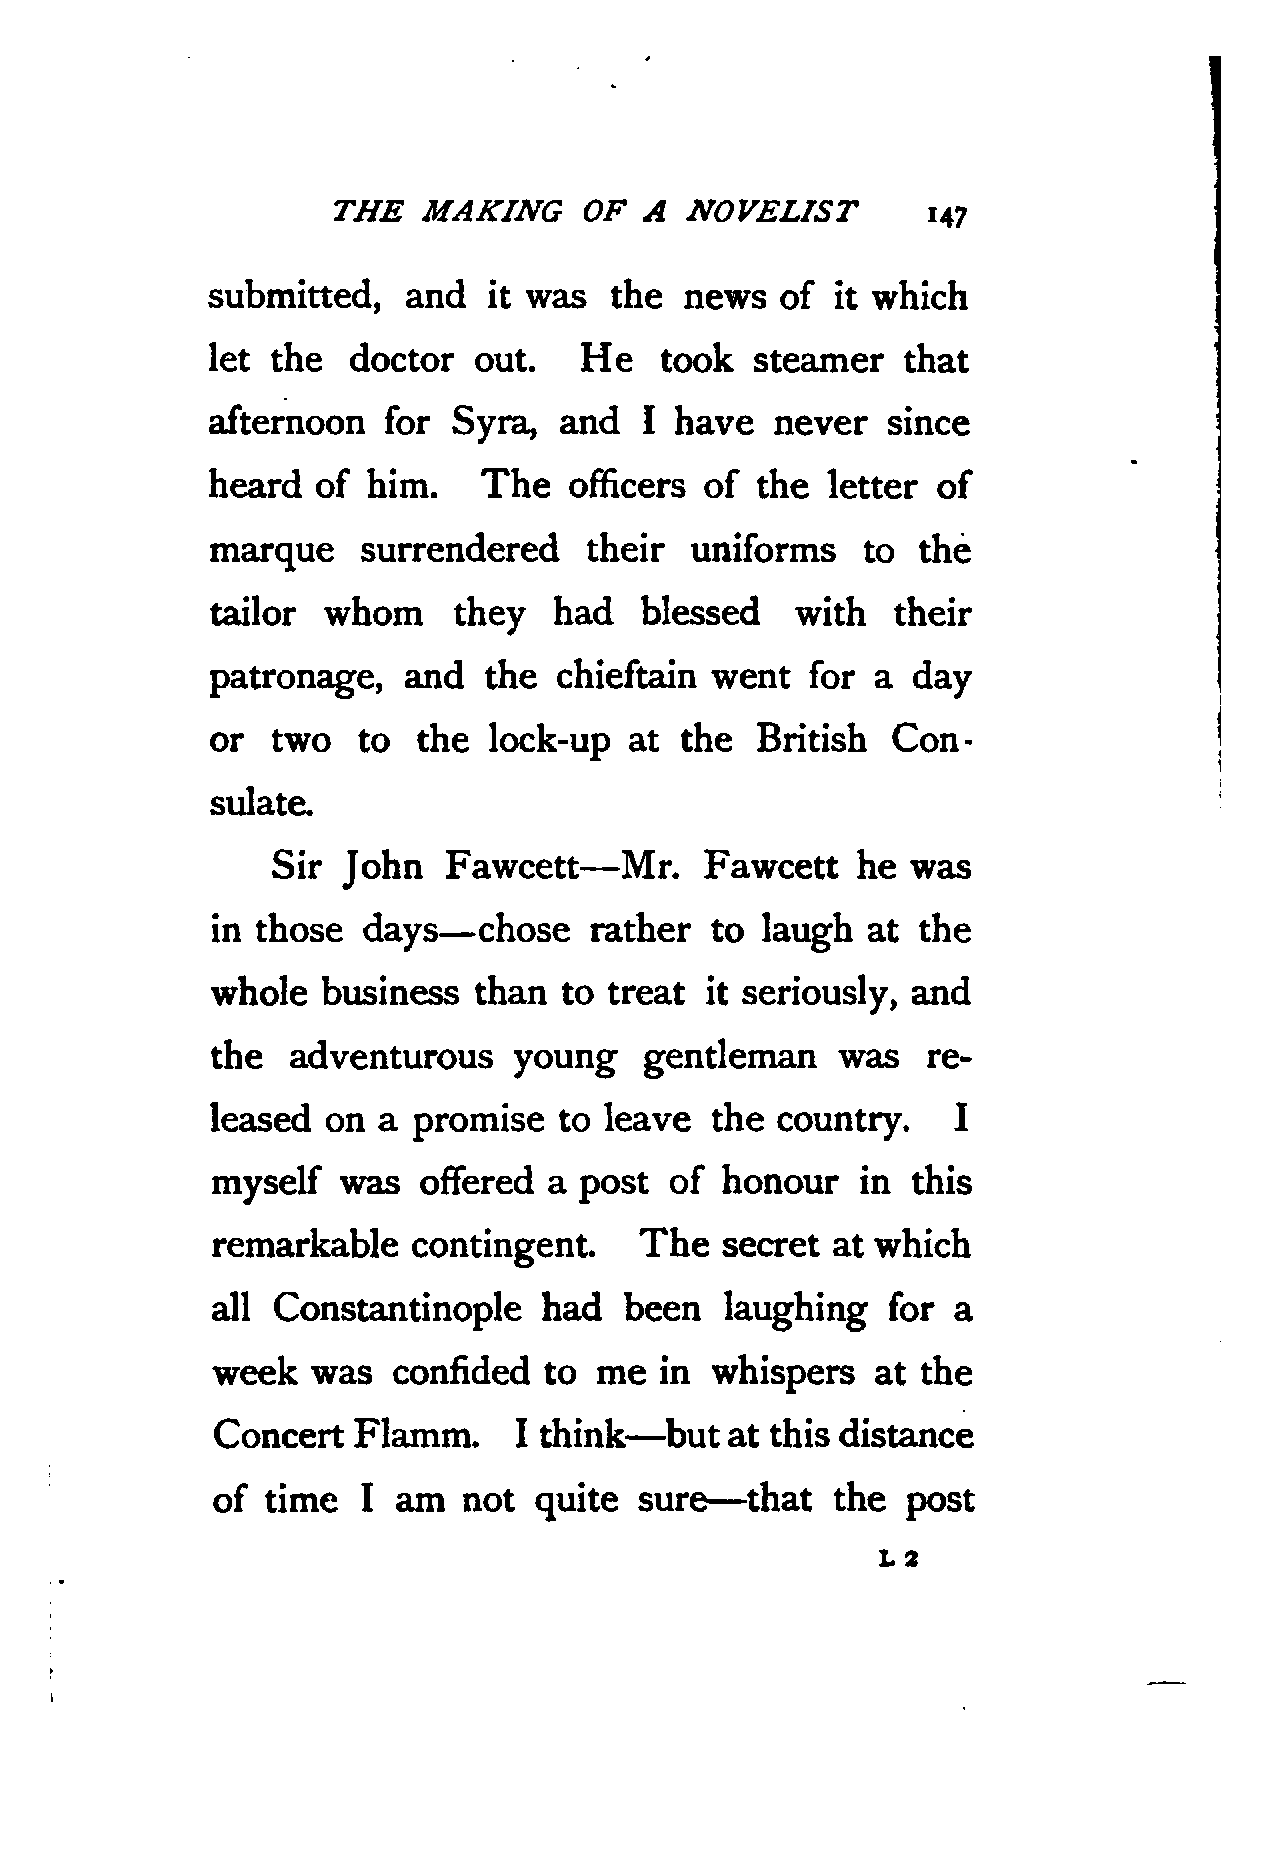 THE MAKING OF A NOVELIST 147
submitted, and it was the news of it which
let the doctor out. He took steamer that
afternoon for Syra, and I have never since
heard of him. The officers of the letter of
marque surrendered their uniforms to the
tailor whom they had blessed with their
patronage, and the chieftain went for a day
or two to the lock-up at the British Con-
sulate.
Sir John Fawcett—Mr. Fawcett he was
in those days—chose rather to laugh at the
whole business than to treat it seriously, and
the adventurous young gentleman was re-
leased on a promise to leave the country. I
myself was offered a post of honour in this
remarkable contingent. The secret at which
all Constantinople had been laughing for a
week was confided to me in whispers at the
Concert Flamm. I think—but at this distance
of time I am not quite sure—that the post
L 2